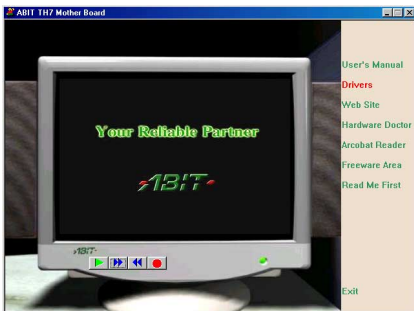 ABIT TH7 Mother Board
User's Manual
Drivers
Web Site
Hardware Doctor
Arcobat Reader
Freeware Area
Read Me First
Exit
Your Reliable Partner
ABIT
ABIT